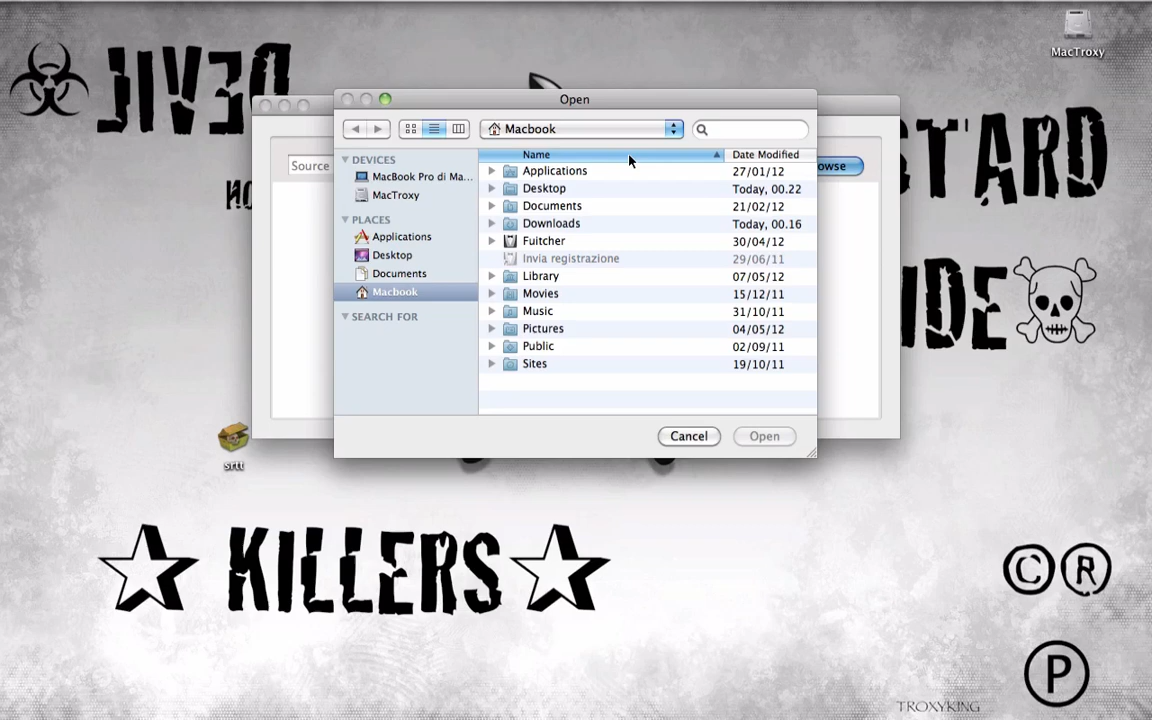 MacTroxy
DEVIL
STARD
Open
Macbook
Source
owse
DEVICES
MacBook Pro di Ma...
MacTroxy
PLACES
Applications
Desktop
Documents
Macbook
SEARCH FOR
Name Date Modified
Applications 27/01/12
Desktop Today, 00.22
Documents 21/02/12
Downloads Today, 00.16
Fuitcher 30/04/12
Invia registrazione 29/06/11
Library 07/05/12
Movies 15/12/11
Music 31/10/11
Pictures 04/05/12
Public 02/09/11
Sites 19/10/11
IDE
Cancel Open
srtt
KILLERS
C R
P
TROXYKING